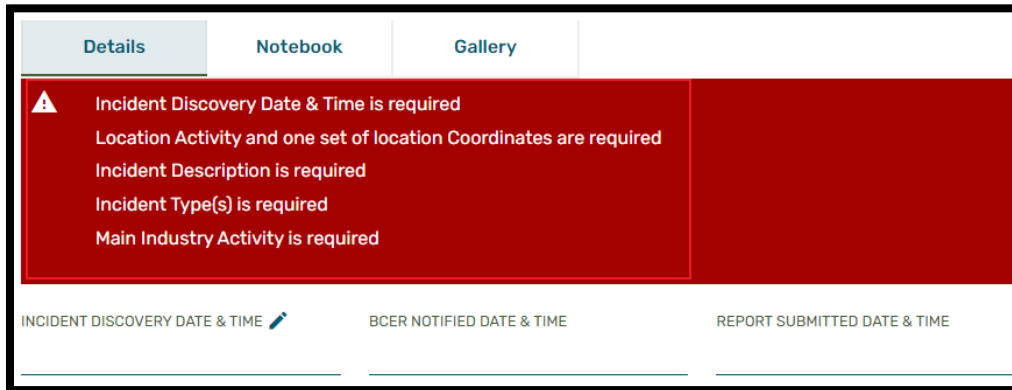 Details Notebook Gallery
Incident Discovery Date & Time is required
Location Activity and one set of location Coordinates are required
Incident Description is required
Incident Type(s) is required
Main Industry Activity is required
INCIDENT DISCOVERY DATE & TIME BCER NOTIFIED DATE & TIME REPORT SUBMITTED DATE & TIME